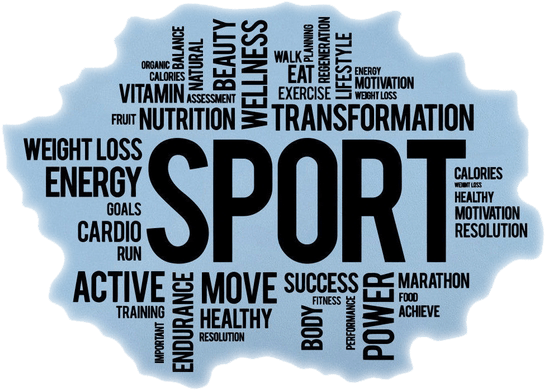 ORGANIC
BALANCE
CALORIES
NATURAL
BEAUTY
WELLNESS
VITAMIN
ASSESSMENT
FRUIT
NUTRITION
WALK
PLANNING
REGENERATION
LIFESTYLE
EAT
EXERCISE
ENERGY
MOTIVATION
WEIGHT LOSS
TRANSFORMATION
WEIGHT LOSS
ENERGY
GOALS
CARDIO
RUN
SPORT
CALORIES
WEIGHT LOSS
HEALTHY
MOTIVATION
RESOLUTION
ACTIVE
TRAINING
IMPORTANT
ENDURANCE
MOVE
HEALTHY
RESOLUTION
SUCCESS
FITNESS
BODY
PERFORMANCE
POWER
MARATHON
FOOD
ACHIEVE